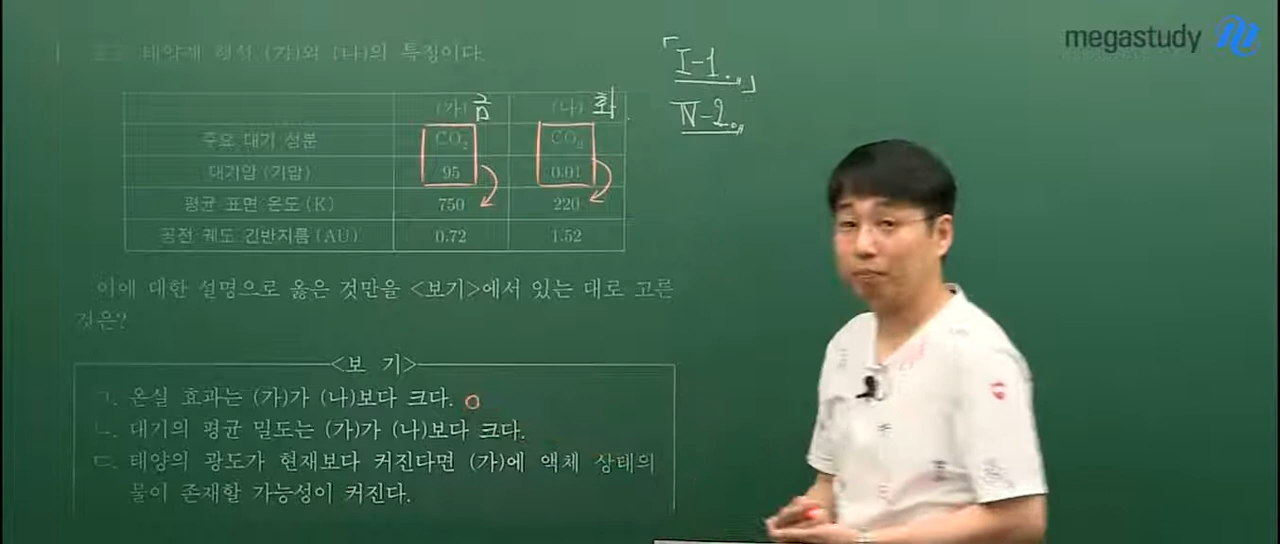 megastudy
태양계 행성 (가)와 (나)의 특징이다.
「I-1.」
IV-2.
(가) 금 (나) 화
주요 대기 성분 CO₂ CO₂
대기압(기압) 95 0.01
평균 표면 온도(K) 750 220
공전 궤도 긴반지름(AU) 0.72 1.52
이에 대한 설명으로 옳은 것만을 <보기>에서 있는 대로 고른
것은?
<보 기>
ㄱ. 온실 효과는 (가)가 (나)보다 크다. ○
ㄴ. 대기의 평균 밀도는 (가)가 (나)보다 크다.
ㄷ. 태양의 광도가 현재보다 커진다면 (가)에 액체 상태의
물이 존재할 가능성이 커진다.